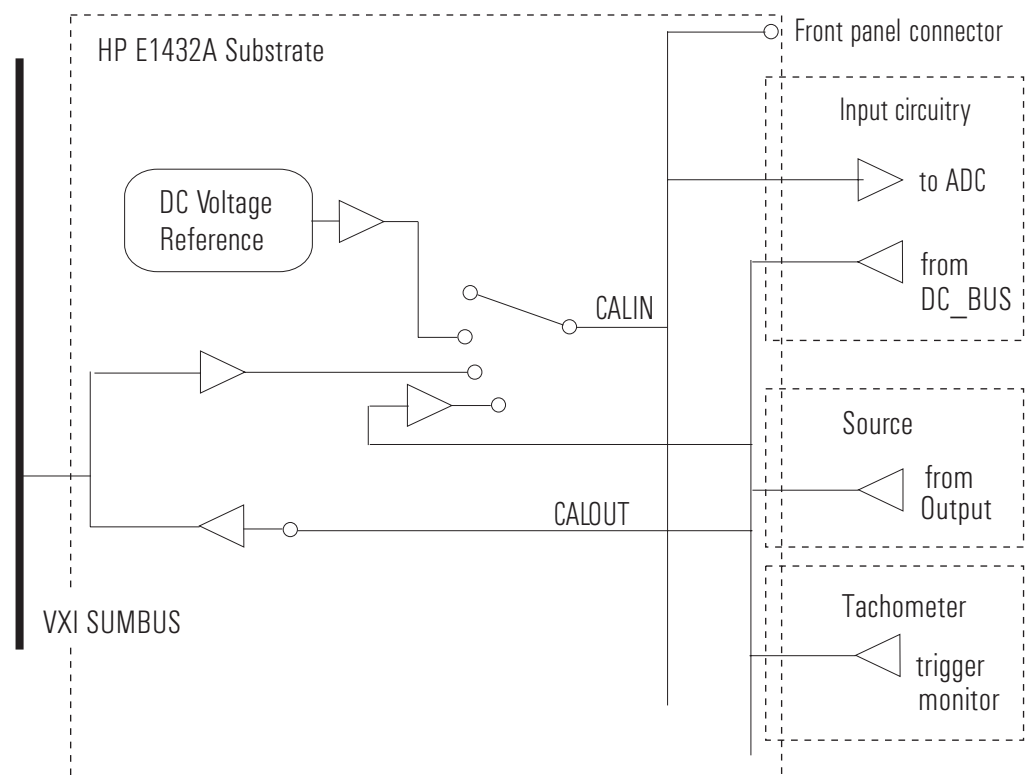 HP E1432A Substrate
Front panel connector
Input circuitry
to ADC
DC Voltage
Reference
from
DC_BUS
CALIN
Source
from
Output
CALOUT
Tachometer
VXI SUMBUS
trigger
monitor